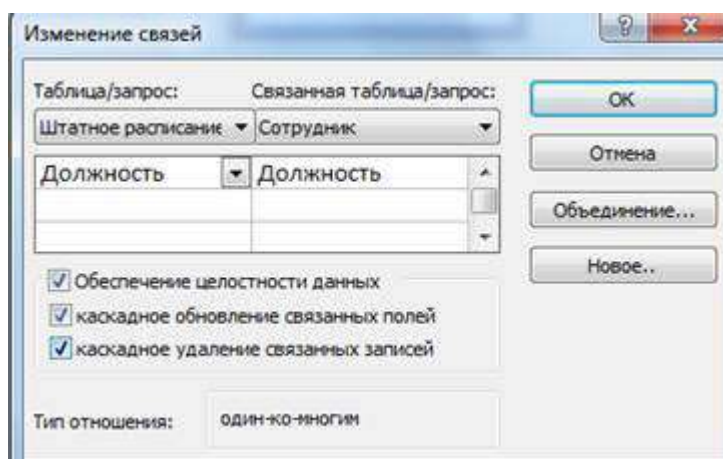 Изменение связей
Таблица/запрос: Связанная таблица/запрос:
Штатное расписание Сотрудник
Должность Должность
Обеспечение целостности данных
каскадное обновление связанных полей
каскадное удаление связанных записей
Тип отношения: один-ко-многим
ОК
Отмена
Объединение...
Новое..